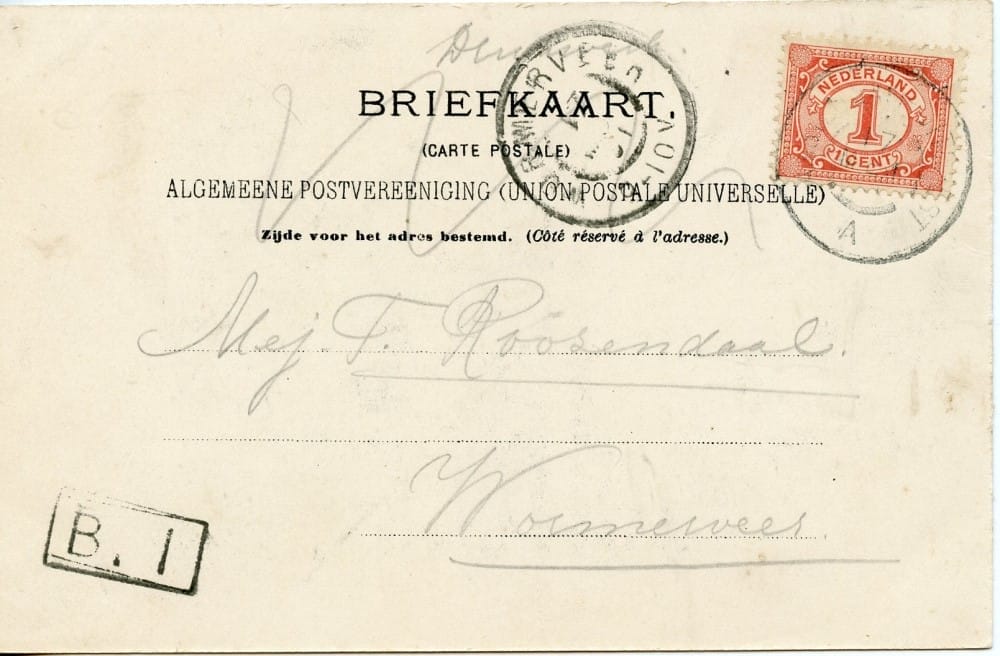 BRIEFKAART.
(CARTE POSTALE)
ALGEMEENE POSTVEREENIGING (UNION POSTALE UNIVERSELLE)
Zijde voor het adres bestemd. (Côté réservé à l'adresse.)
NEDERLAND
1
1 CENT
A
Mej. T. Roosendaal.
Wormerveer
B. 1